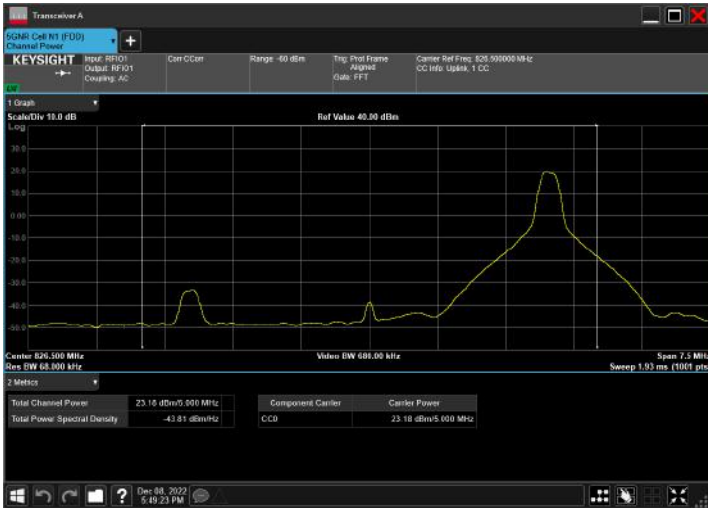 Transceiver A
5GNR Cell N1 (FDD)
Channel Power
KEYSIGHT
Input: RFIO1
Output: RFIO1
Coupling: AC
Corr CCorr
Range: -60 dBm
Trig: Prot Frame
Aligned
Gate: FFT
Carrier Ref Freq: 826.500000 MHz
CC Info: Uplink, 1 CC
1 Graph
Scale/Div 10.0 dB
Ref Value 40.00 dBm
Log
30.0
20.0
10.0
0.00
-10.0
-20.0
-30.0
-40.0
-50.0
Center 826.500 MHz
Video BW 680.00 kHz
Span 7.5 MHz
Res BW 68.000 kHz
Sweep 1.93 ms (1001 pts
2 Metrics
Total Channel Power
23.18 dBm/5.000 MHz
Total Power Spectral Density
-43.81 dBm/Hz
Component Carrier
Carrier Power
CC0
23.18 dBm/5.000 MHz
?
Dec 08, 2022
5:49:23 PM